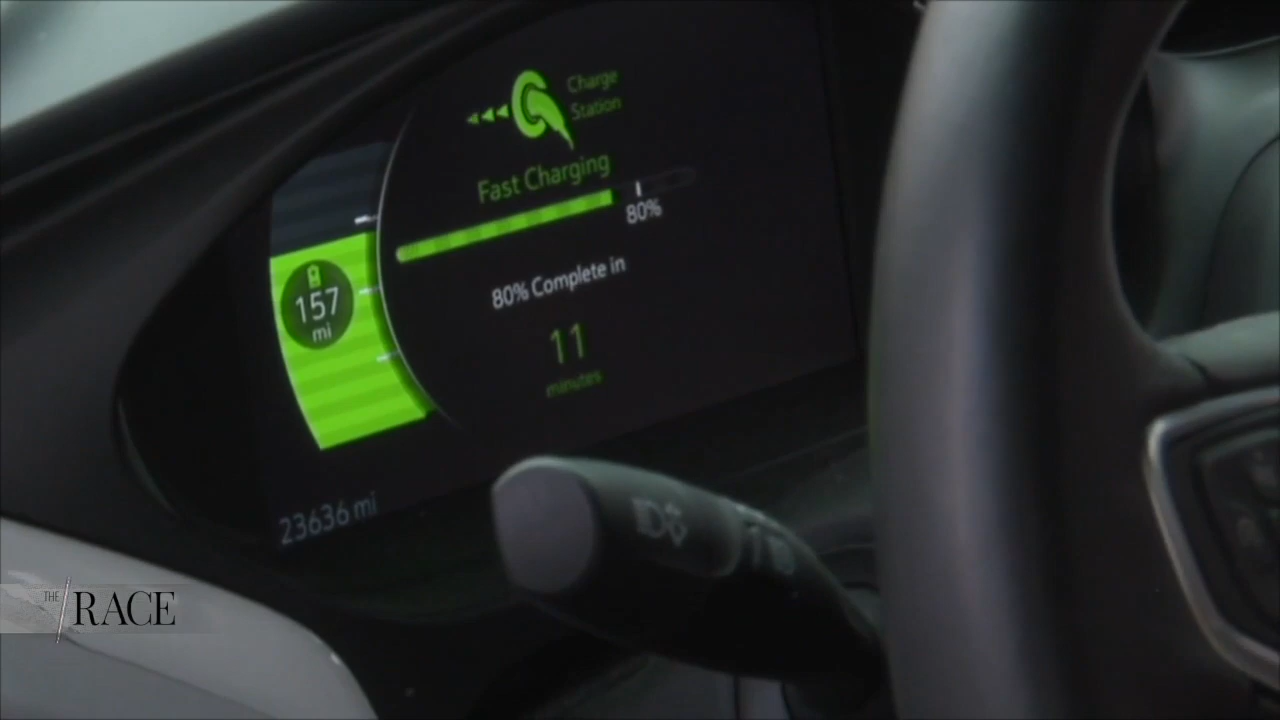 Charge
Station
Fast Charging
80%
80% Complete in
157
mi
11
minutes
23636 mi
THE RACE